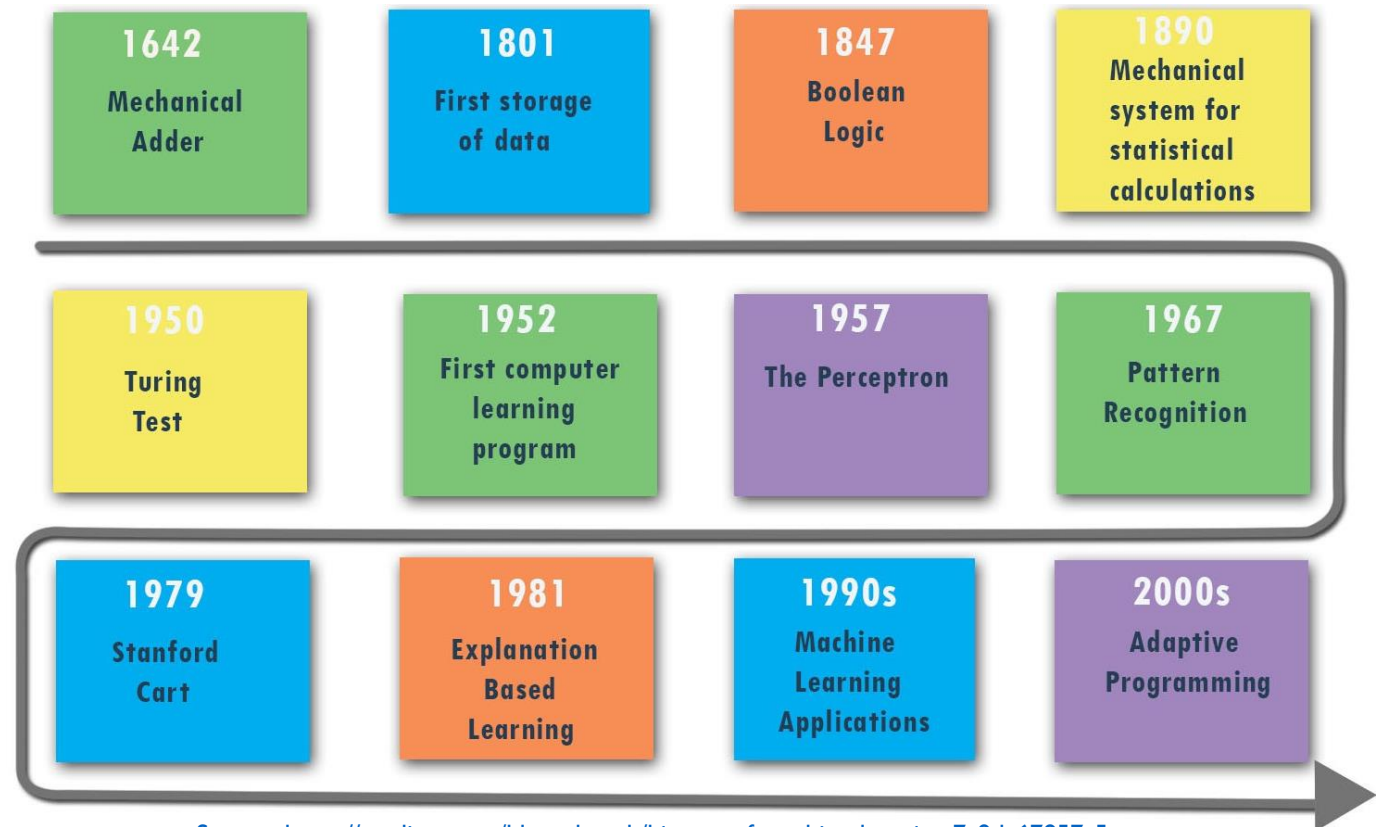 1642
Mechanical
Adder
1801
First storage
of data
1847
Boolean
Logic
1890
Mechanical
system for
statistical
calculations
1950
Turing
Test
1952
First computer
learning
program
1957
The Perceptron
1967
Pattern
Recognition
1979
Stanford
Cart
1981
Explanation
Based
Learning
1990s
Machine
Learning
Applications
2000s
Adaptive
Programming